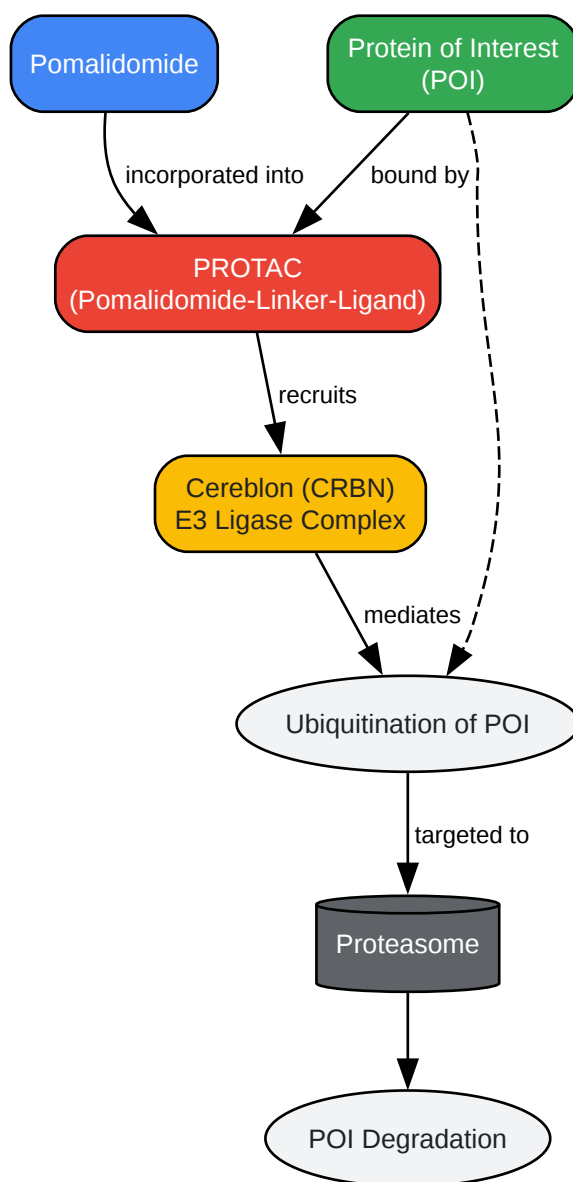 Pomalidomide
Protein of Interest
(POI)
incorporated into
bound by
PROTAC
(Pomalidomide-Linker-Ligand)
recruits
Cereblon (CRBN)
E3 Ligase Complex
mediates
Ubiquitination of POI
targeted to
Proteasome
POI Degradation